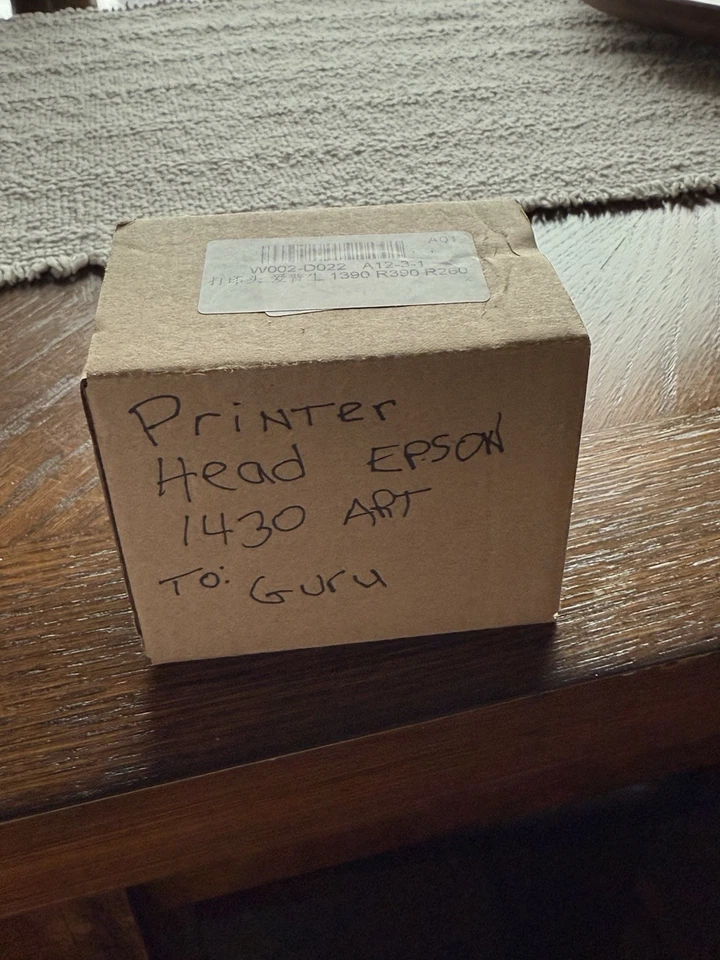 A01
W002-D022 A12-3-1
打印头 爱普生 1390 R390 R260
Printer
Head EPSON
1430 ART
To: Guru